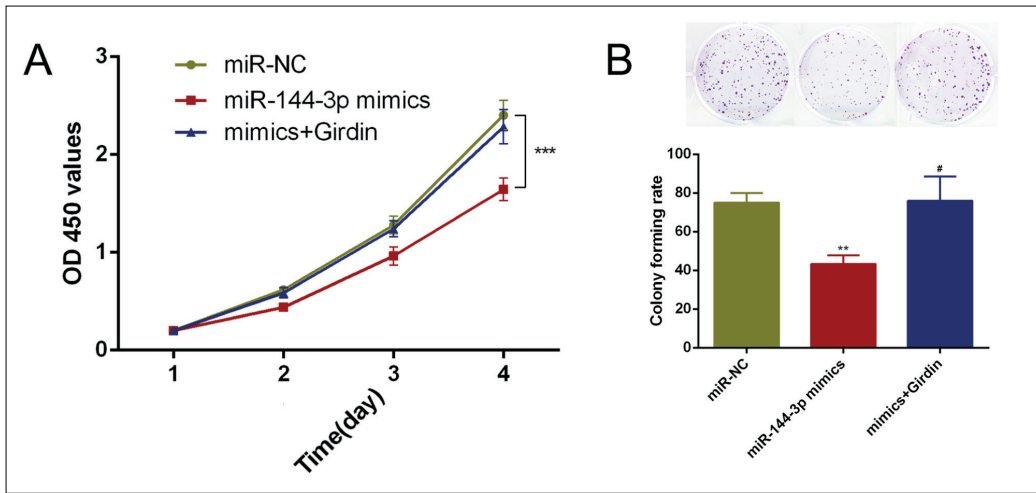 A
miR-NC
miR-144-3p mimics
mimics+Girdin
3
2
1
0
OD 450 values
***
1
2
3
4
Time(day)
B
100
80
60
40
20
0
Colony forming rate
**
#
miR-NC
miR-144-3p mimics
mimics+Girdin